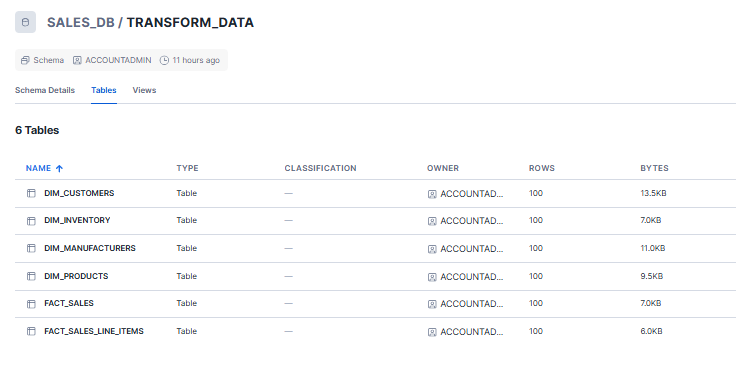 SALES_DB / TRANSFORM_DATA
Schema ACCOUNTADMIN 11 hours ago
Schema Details Tables Views
6 Tables
NAME ↑ TYPE CLASSIFICATION OWNER ROWS BYTES
DIM_CUSTOMERS Table — ACCOUNTAD... 100 13.5KB
DIM_INVENTORY Table — ACCOUNTAD... 100 7.0KB
DIM_MANUFACTURERS Table — ACCOUNTAD... 100 11.0KB
DIM_PRODUCTS Table — ACCOUNTAD... 100 9.5KB
FACT_SALES Table — ACCOUNTAD... 100 7.0KB
FACT_SALES_LINE_ITEMS Table — ACCOUNTAD... 100 6.0KB